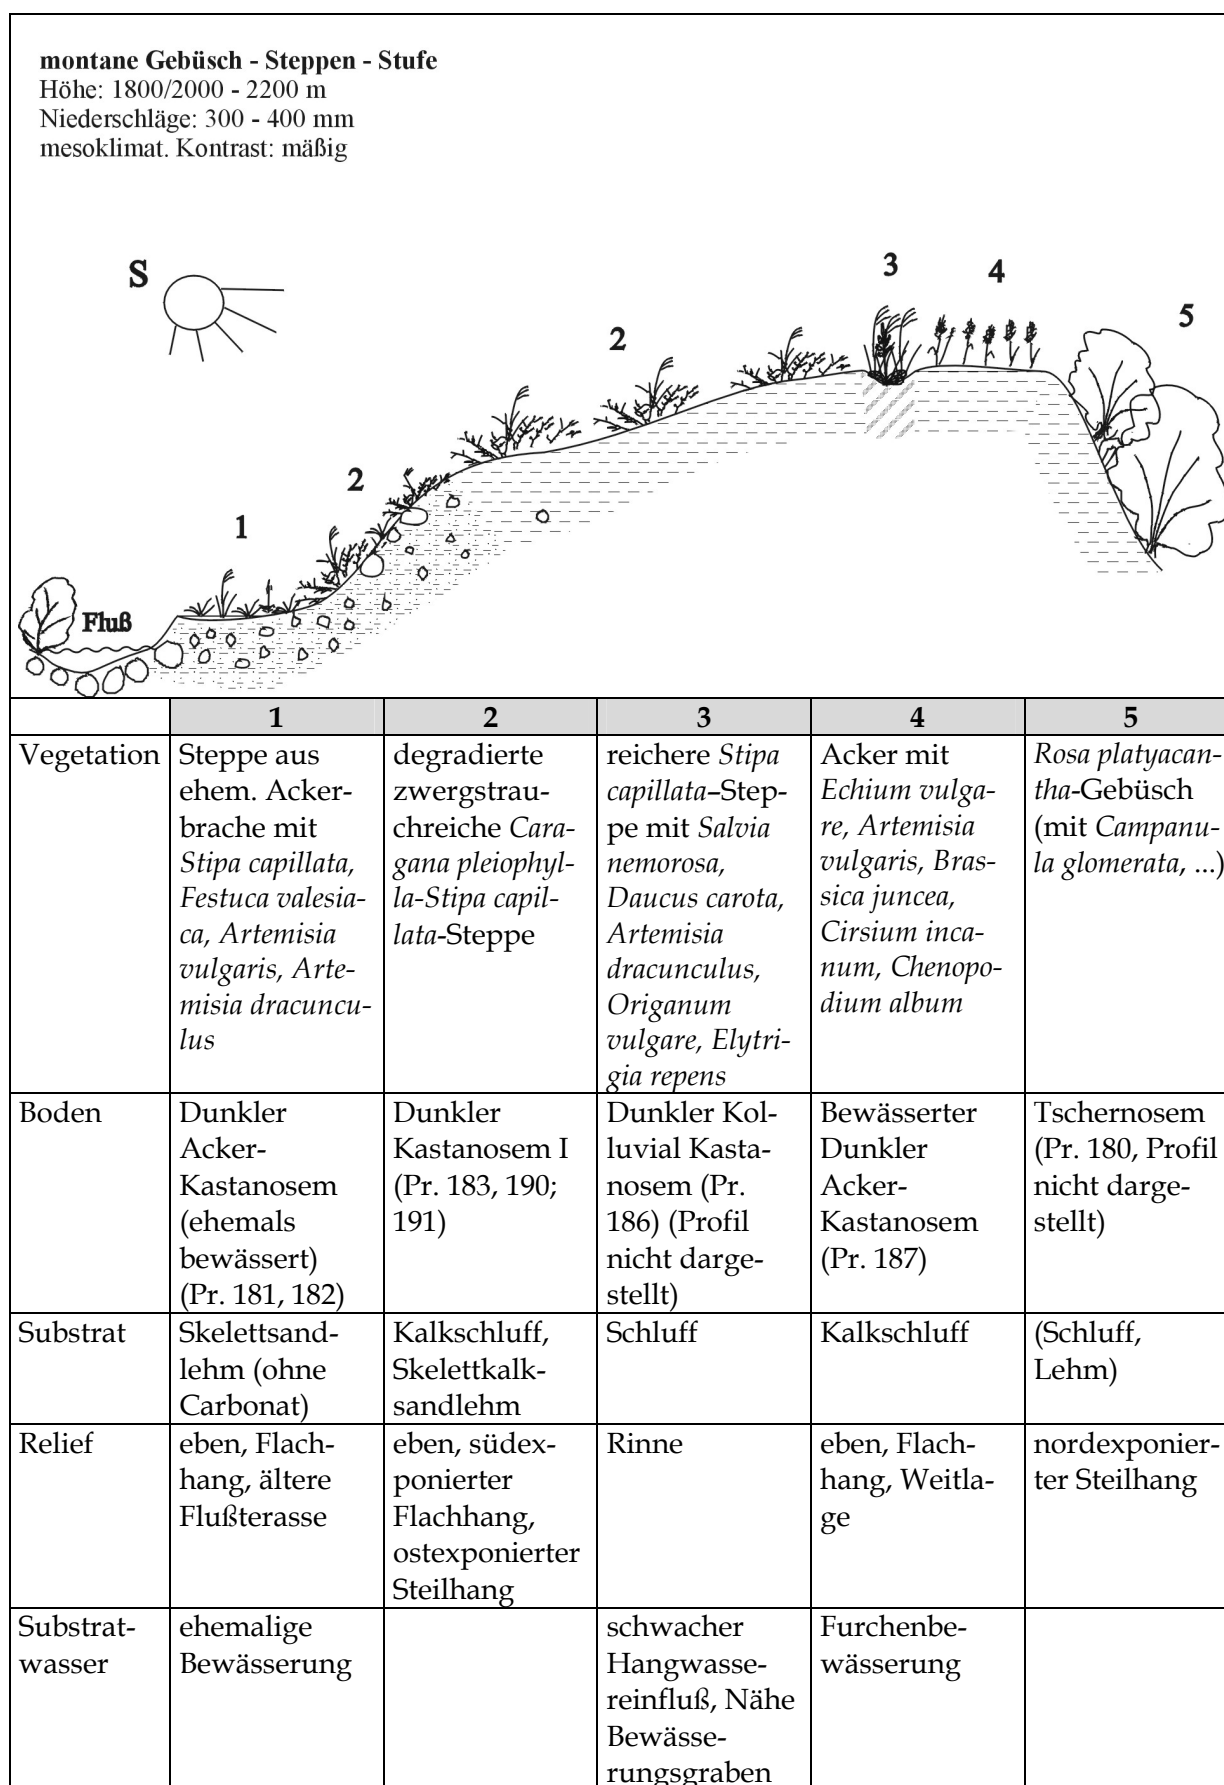 montane Gebüsch - Steppen - Stufe
Höhe: 1800/2000 - 2200 m
Niederschläge: 300 - 400 mm
mesoklimat. Kontrast: mäßig
S
3
4
5
2
2
1
Fluß
1
2
3
4
5
Vegetation
Steppe aus
ehem. Acker-
brache mit
Stipa capillata,
Festuca valesia-
ca, Artemisia
vulgaris, Arte-
misia dracuncu-
lus
degradierte
zwergstrau-
chreiche Cara-
gana pleiophyl-
la-Stipa capil-
lata-Steppe
reichere Stipa
capillata–Step-
pe mit Salvia
nemorosa,
Daucus carota,
Artemisia
dracunculus,
Origanum
vulgare, Elytri-
gia repens
Acker mit
Echium vulga-
re, Artemisia
vulgaris, Bras-
sica juncea,
Cirsium inca-
num, Chenopo-
dium album
Rosa platyacan-
tha-Gebüsch
(mit Campanu-
la glomerata, ...)
Boden
Dunkler
Acker-
Kastanosem
(ehemals
bewässert)
(Pr. 181, 182)
Dunkler
Kastanosem I
(Pr. 183, 190;
191)
Dunkler Kol-
luvial Kasta-
nosem (Pr.
186) (Profil
nicht darge-
stellt)
Bewässerter
Dunkler
Acker-
Kastanosem
(Pr. 187)
Tschernosem
(Pr. 180, Profil
nicht darge-
stellt)
Substrat
Skelettsand-
lehm (ohne
Carbonat)
Kalkschluff,
Skelettkalk-
sandlehm
Schluff
Kalkschluff
(Schluff,
Lehm)
Relief
eben, Flach-
hang, ältere
Flußterasse
eben, südex-
ponierter
Flachhang,
ostexponierter
Steilhang
Rinne
eben, Flach-
hang, Weitla-
ge
nordexponier-
ter Steilhang
Substrat-
wasser
ehemalige
Bewässerung
schwacher
Hangwasse-
reinfluß, Nähe
Bewässe-
rungsgraben
Furchenbe-
wässerung